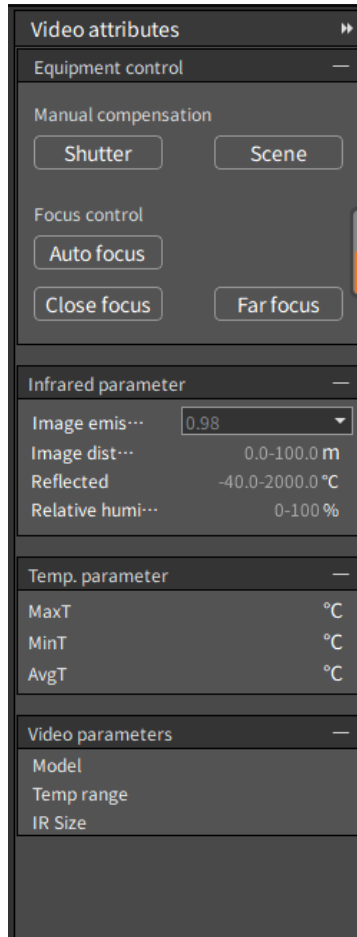 Video attributes
Equipment control
Manual compensation
Shutter Scene
Focus control
Auto focus
Close focus Far focus
Infrared parameter
Image emis··· 0.98
Image dist··· 0.0-100.0 m
Reflected -40.0-2000.0 °C
Relative humi··· 0-100 %
Temp. parameter
MaxT °C
MinT °C
AvgT °C
Video parameters
Model
Temp range
IR Size